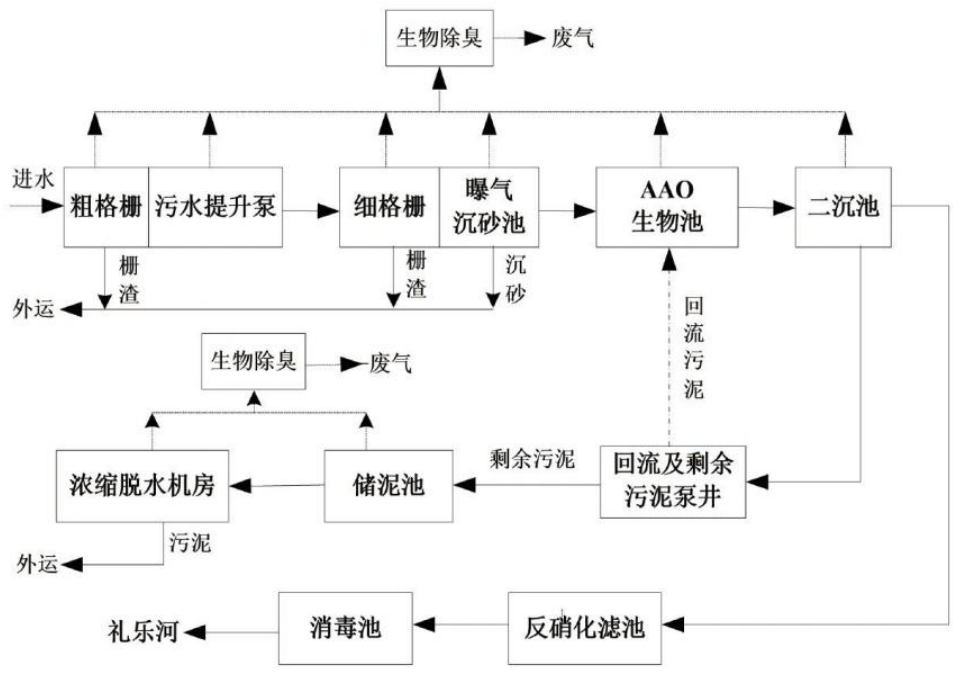 生物除臭
废气
进水
粗格栅
污水提升泵
细格栅
曝气
沉砂池
AAO
生物池
二沉池
栅
渣
栅
渣
沉
砂
外运
回
流
污
泥
生物除臭
废气
浓缩脱水机房
储泥池
剩余污泥
回流及剩余
污泥泵井
污泥
外运
礼乐河
消毒池
反硝化滤池